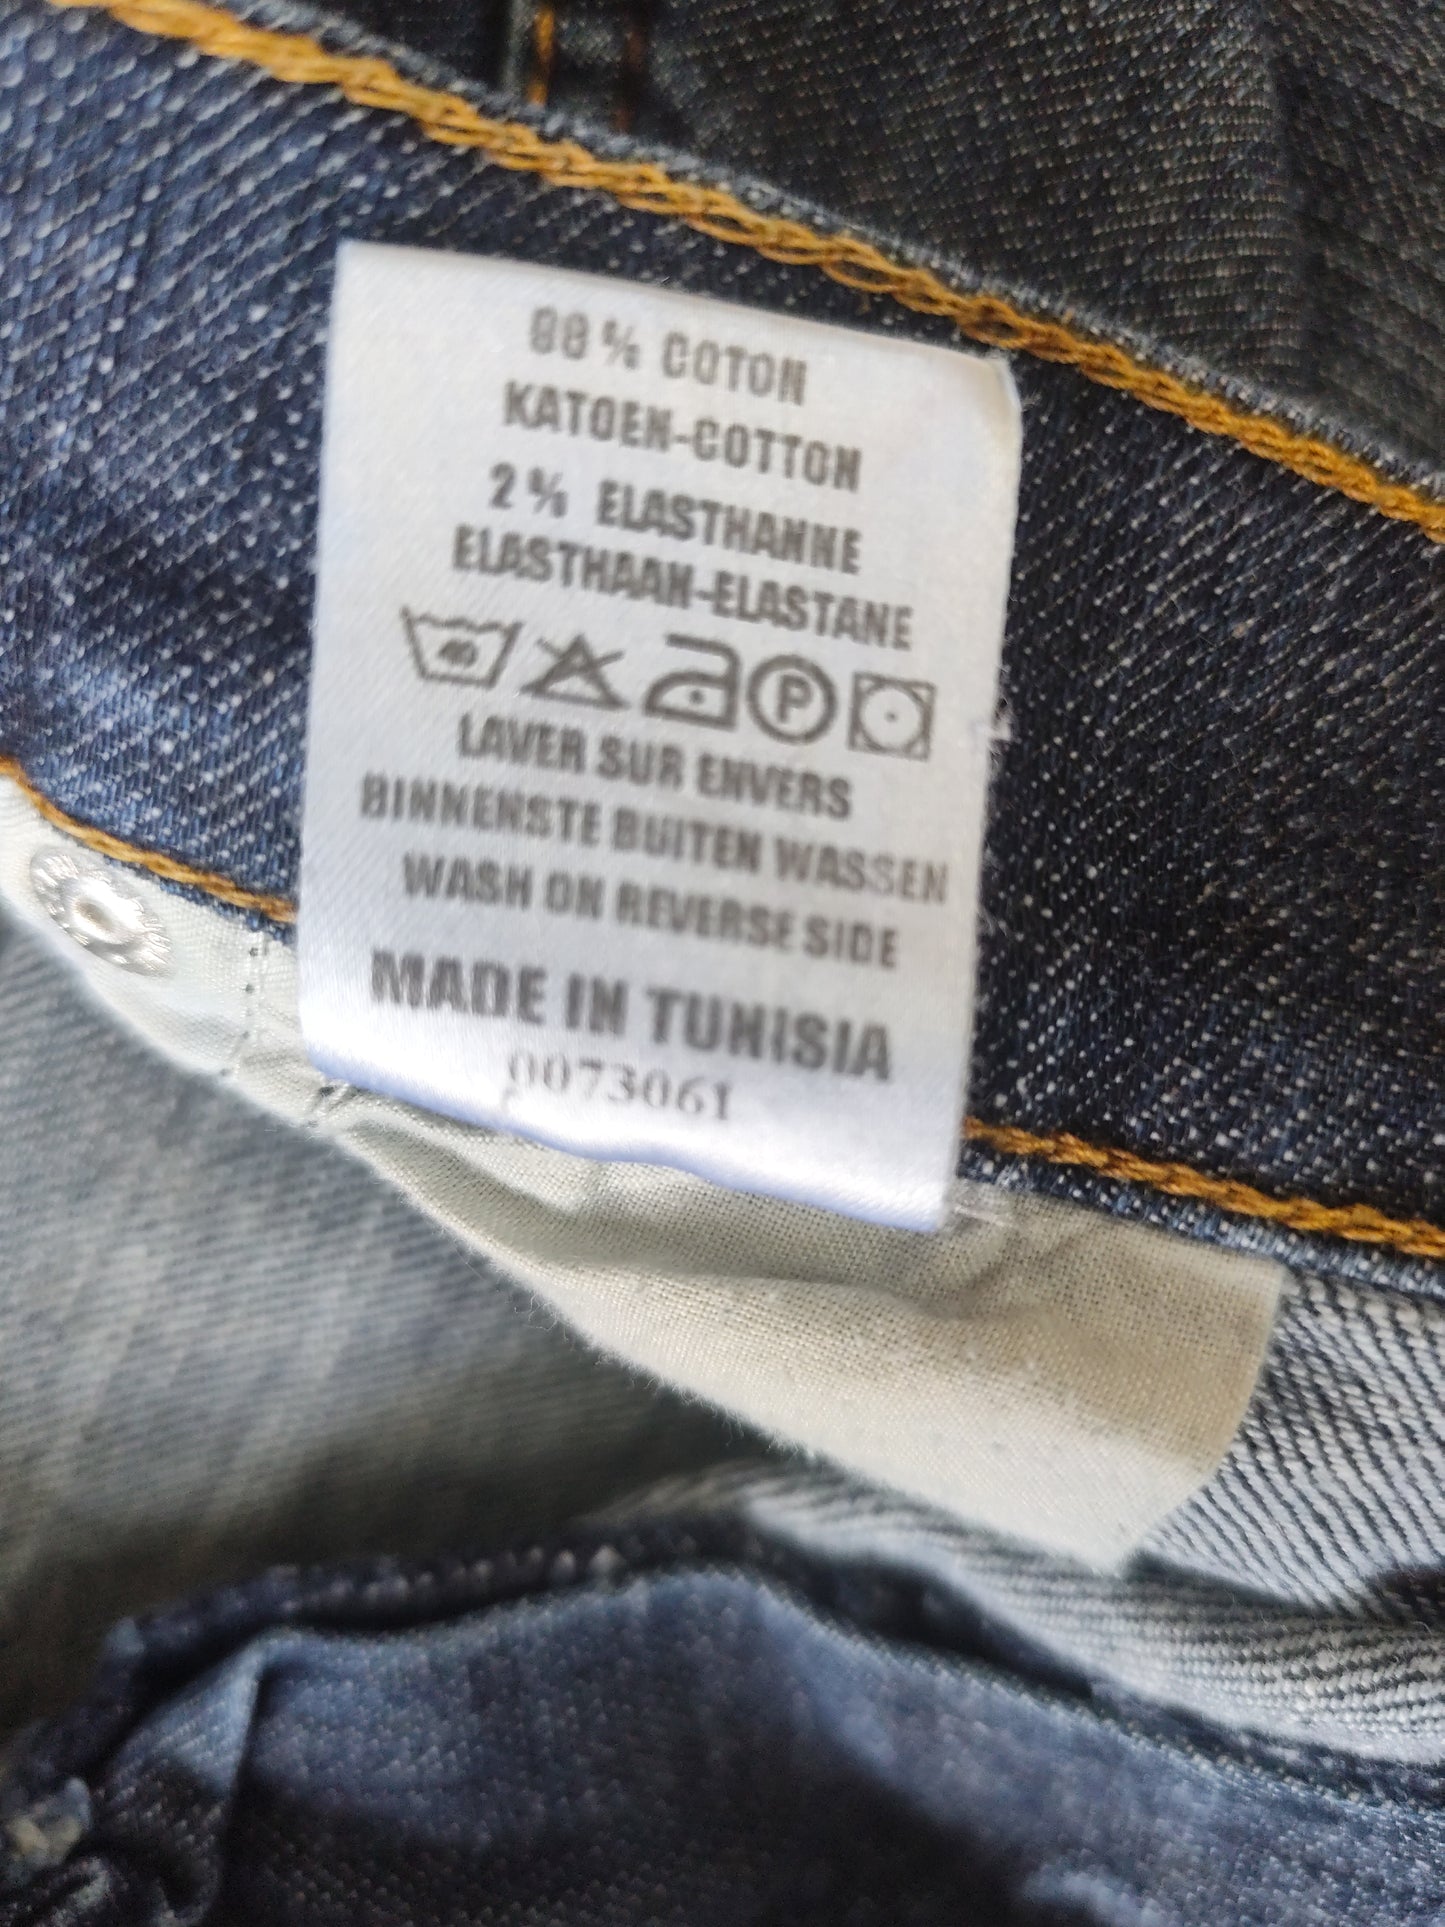 98% COTON
KATOEN-COTTON
2% ELASTHANNE
ELASTHAAN-ELASTANE
40 P
LAVER SUR ENVERS
BINNENSTE BUITEN WASSEN
WASH ON REVERSE SIDE
MADE IN TUNISIA
0073061